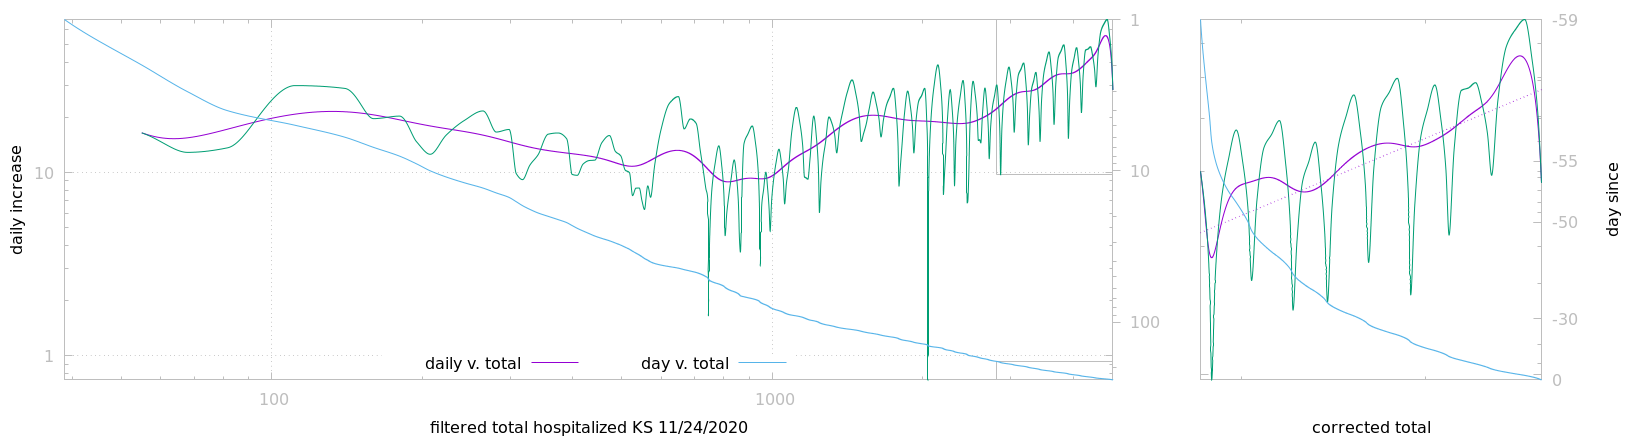 daily increase
10
1
100
1000
daily v. total
day v. total
filtered total hospitalized KS 11/24/2020
1
10
100
-59
-55
-50
-30
0
day since
corrected total